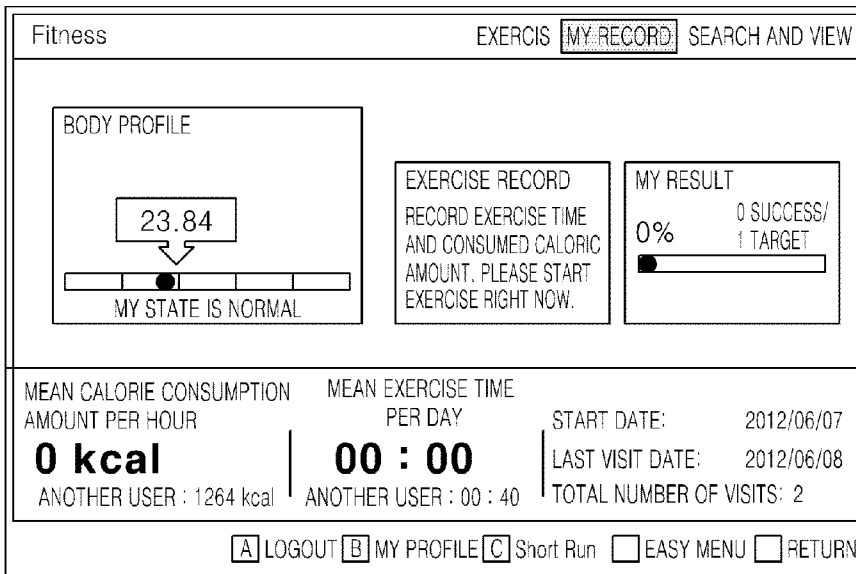 Fitness
EXERCIS MY RECORD SEARCH AND VIEW
BODY PROFILE
23.84
MY STATE IS NORMAL
EXERCISE RECORD
RECORD EXERCISE TIME
AND CONSUMED CALORIC
AMOUNT. PLEASE START
EXERCISE RIGHT NOW.
MY RESULT
0%
0 SUCCESS/
1 TARGET
MEAN CALORIE CONSUMPTION
AMOUNT PER HOUR
0 kcal
ANOTHER USER : 1264 kcal
MEAN EXERCISE TIME
PER DAY
00 : 00
ANOTHER USER : 00 : 40
START DATE: 2012/06/07
LAST VISIT DATE: 2012/06/08
TOTAL NUMBER OF VISITS: 2
A LOGOUT B MY PROFILE C Short Run EASY MENU RETURN